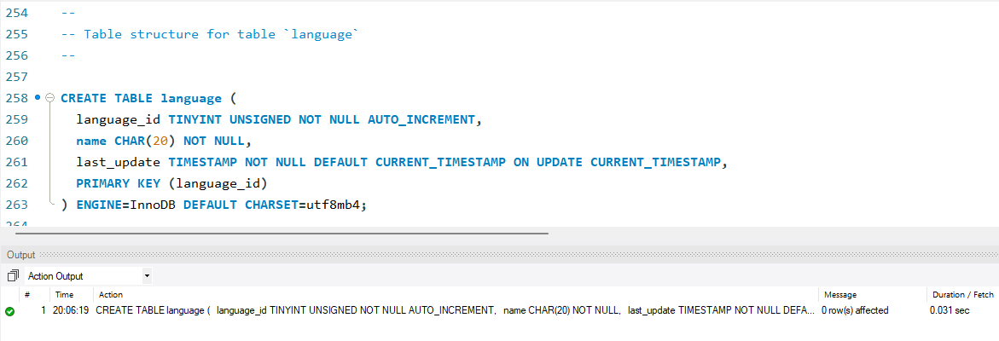 254 --
255 -- Table structure for table `language`
256 --
257
258 CREATE TABLE language (
259 language_id TINYINT UNSIGNED NOT NULL AUTO_INCREMENT,
260 name CHAR(20) NOT NULL,
261 last_update TIMESTAMP NOT NULL DEFAULT CURRENT_TIMESTAMP ON UPDATE CURRENT_TIMESTAMP,
262 PRIMARY KEY (language_id)
263 ) ENGINE=InnoDB DEFAULT CHARSET=utf8mb4;
264
Output
Action Output
# Time Action Message Duration / Fetch
1 20:06:19 CREATE TABLE language ( language_id TINYINT UNSIGNED NOT NULL AUTO_INCREMENT, name CHAR(20) NOT NULL, last_update TIMESTAMP NOT NULL DEFA... 0 row(s) affected 0.031 sec